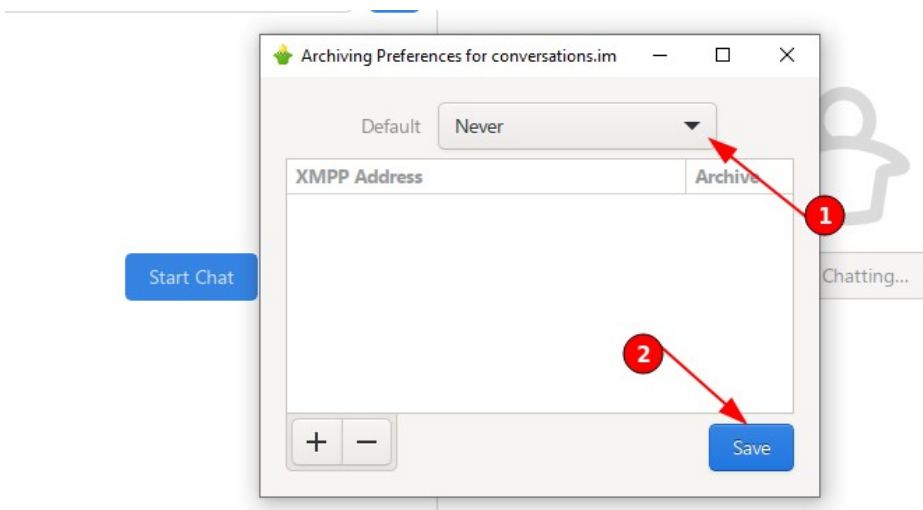 Archiving Preferences for conversations.im
Default Never
XMPP Address Archive
1
Start Chat
Chatting...
2
Save